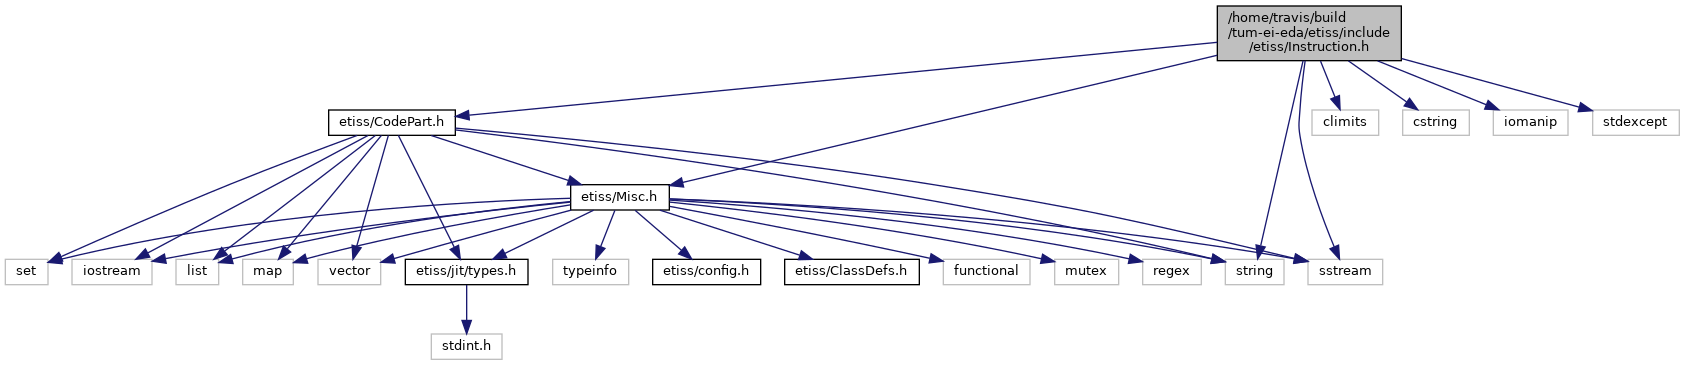 /home/travis/build
/tum-ei-eda/etiss/include
/etiss/Instruction.h
etiss/CodePart.h
climits
cstring
iomanip
stdexcept
etiss/Misc.h
set
iostream
list
map
vector
etiss/jit/types.h
typeinfo
etiss/config.h
etiss/ClassDefs.h
functional
mutex
regex
string
sstream
stdint.h